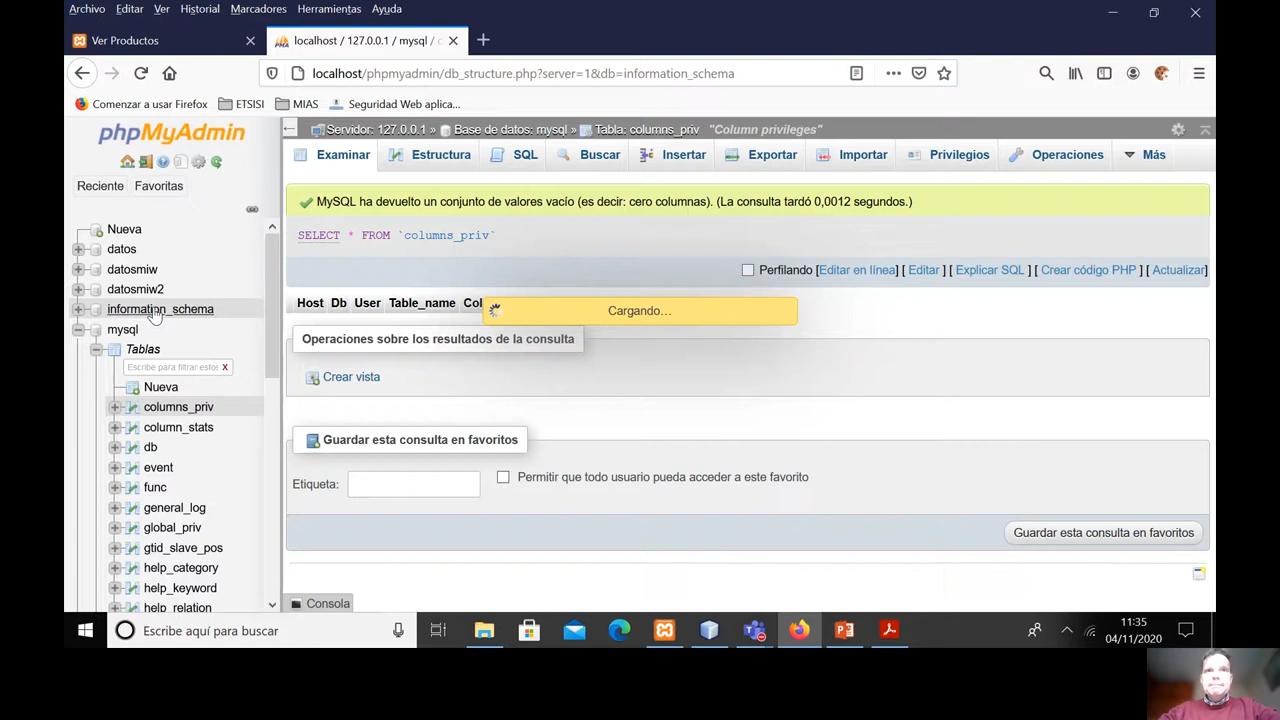 Archivo Editar Ver Historial Marcadores Herramientas Ayuda
Ver Productos
localhost / 127.0.0.1 / mysql / c
localhost/phpmyadmin/db_structure.php?server=1&db=information_schema
Comenzar a usar Firefox ETSISI MIAS Seguridad Web aplica...
phpMyAdmin
Reciente Favoritas
Nueva
datos
datosmiw
datosmiw2
information_schema
mysql
Tablas
Escribe para filtrar estos X
Nueva
columns_priv
column_stats
db
event
func
general_log
global_priv
gtid_slave_pos
help_category
help_keyword
help_relation
Servidor: 127.0.0.1 » Base de datos: mysql » Tabla: columns_priv "Column privileges"
Examinar Estructura SQL Buscar Insertar Exportar Importar Privilegios Operaciones Más
MySQL ha devuelto un conjunto de valores vacío (es decir: cero columnas). (La consulta tardó 0,0012 segundos.)
SELECT * FROM `columns_priv`
Perfilando [Editar en línea] [ Editar ] [ Explicar SQL ] [ Crear código PHP ] [ Actualizar]
Host Db User Table_name Col
Cargando...
Operaciones sobre los resultados de la consulta
Crear vista
Guardar esta consulta en favoritos
Etiqueta: Permitir que todo usuario pueda acceder a este favorito
Guardar esta consulta en favoritos
Consola
Escribe aquí para buscar
11:35
04/11/2020